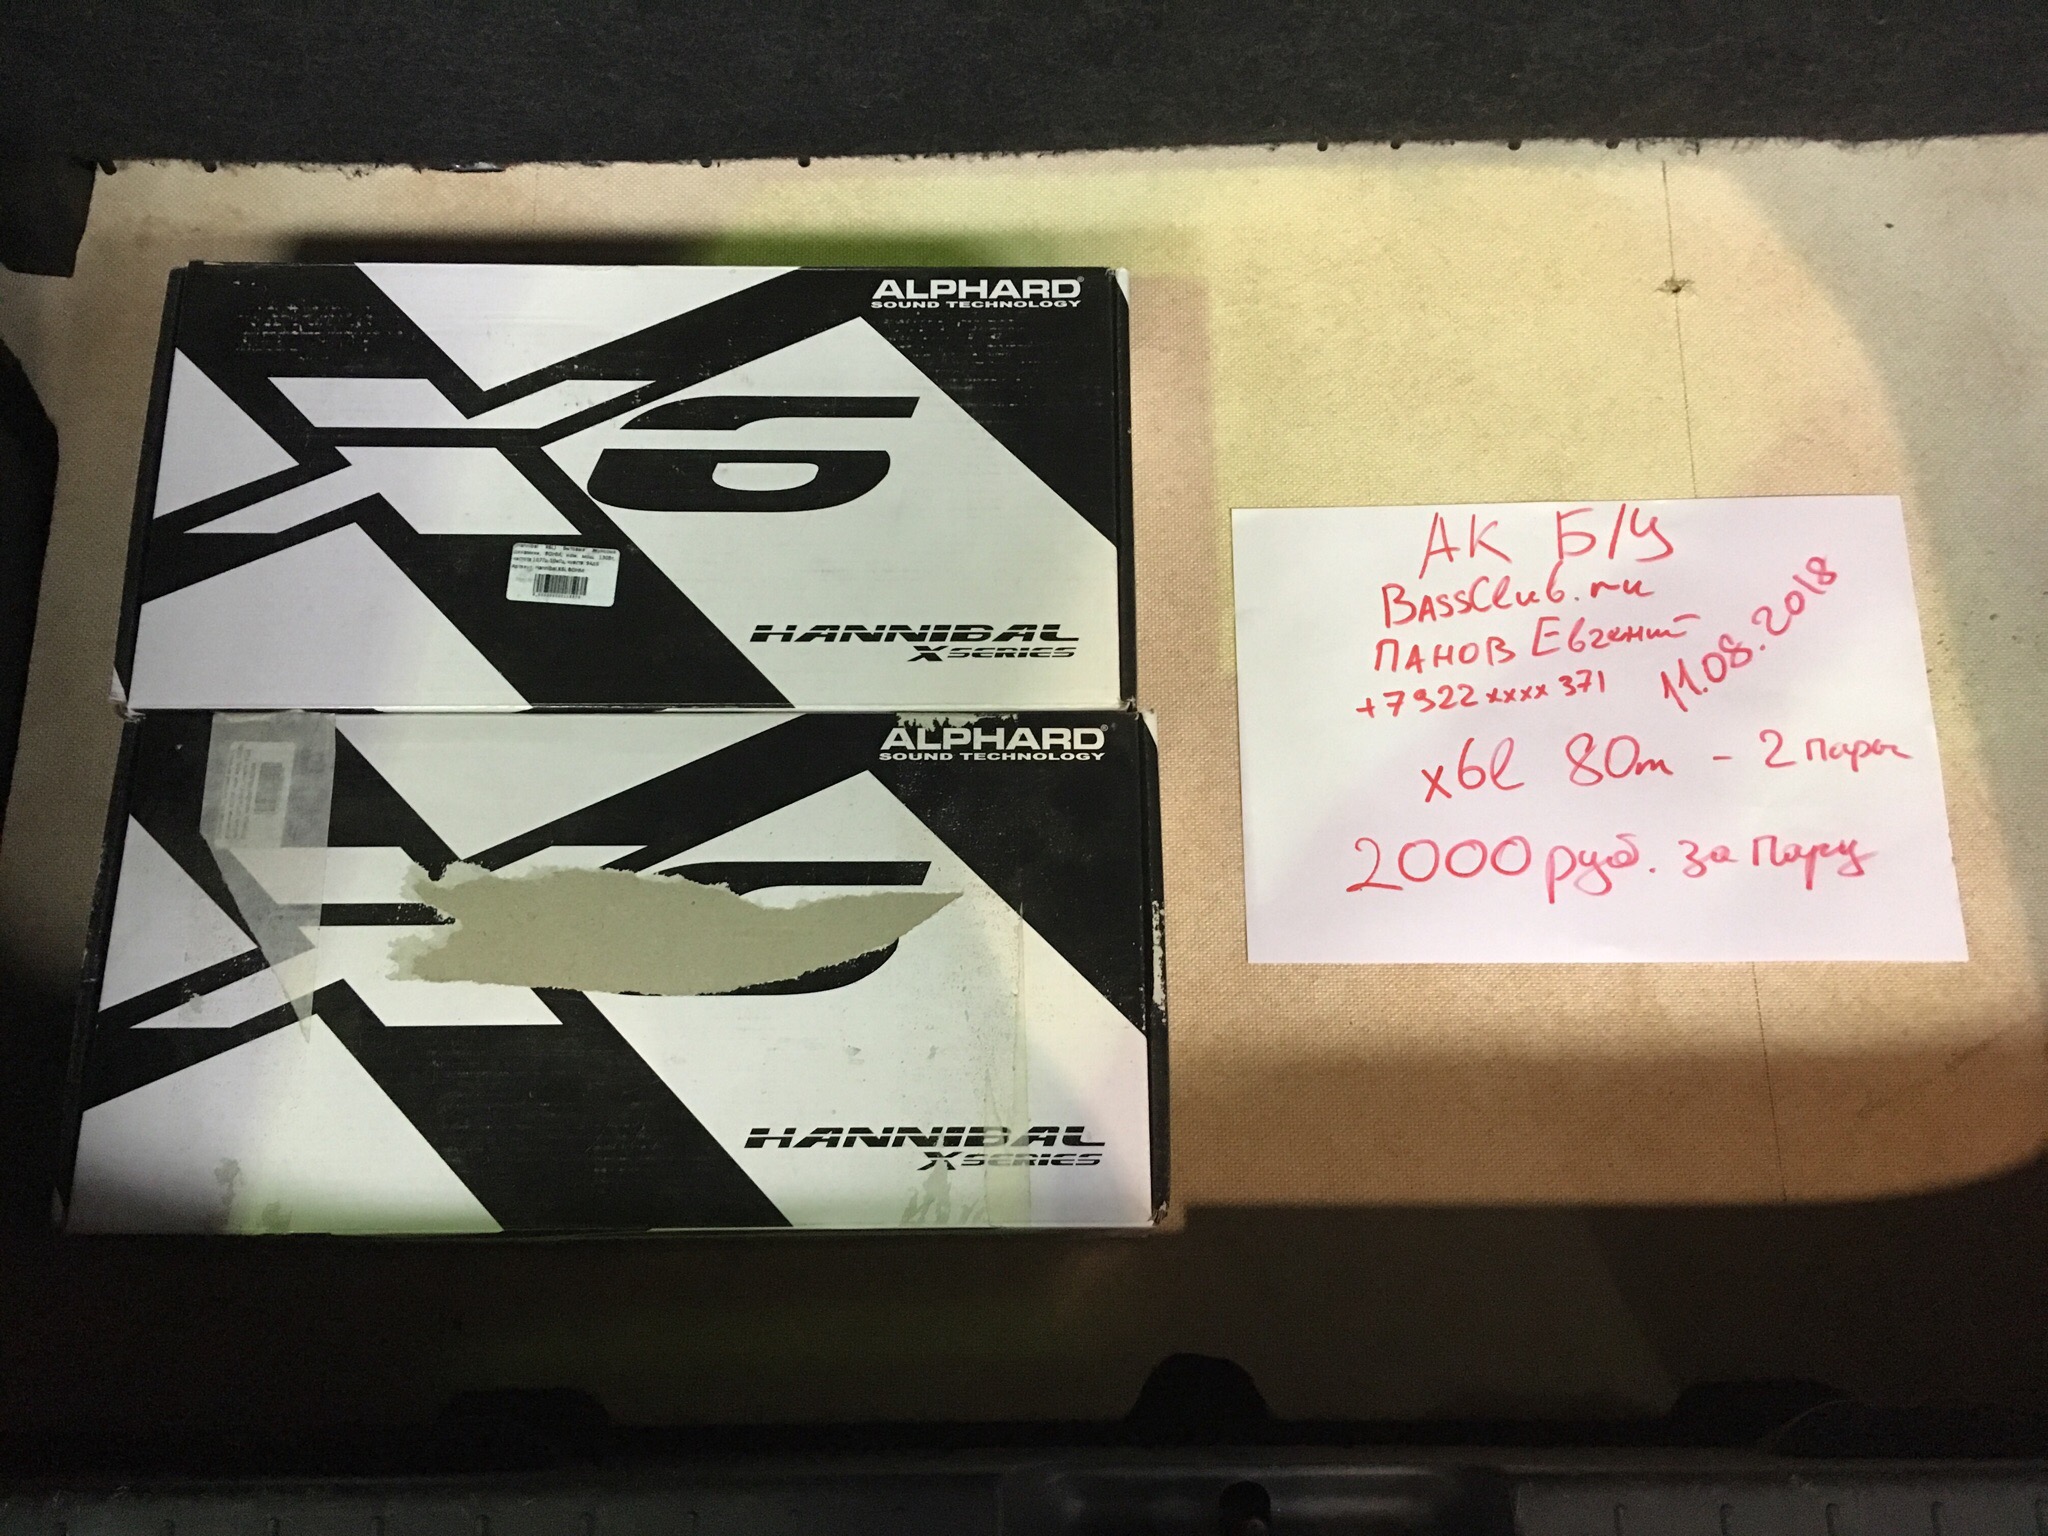 ALPHARD®
SOUND TECHNOLOGY
X6
HANNIBAL
X SERIES
ALPHARD®
SOUND TECHNOLOGY
X6
HANNIBAL
X SERIES
АК Б/У
BASSClub.ru
ПАНОВ Евгений
+7922xxxx371
11.08.2018
x6l 80m - 2 пары
2000 руб. за пару